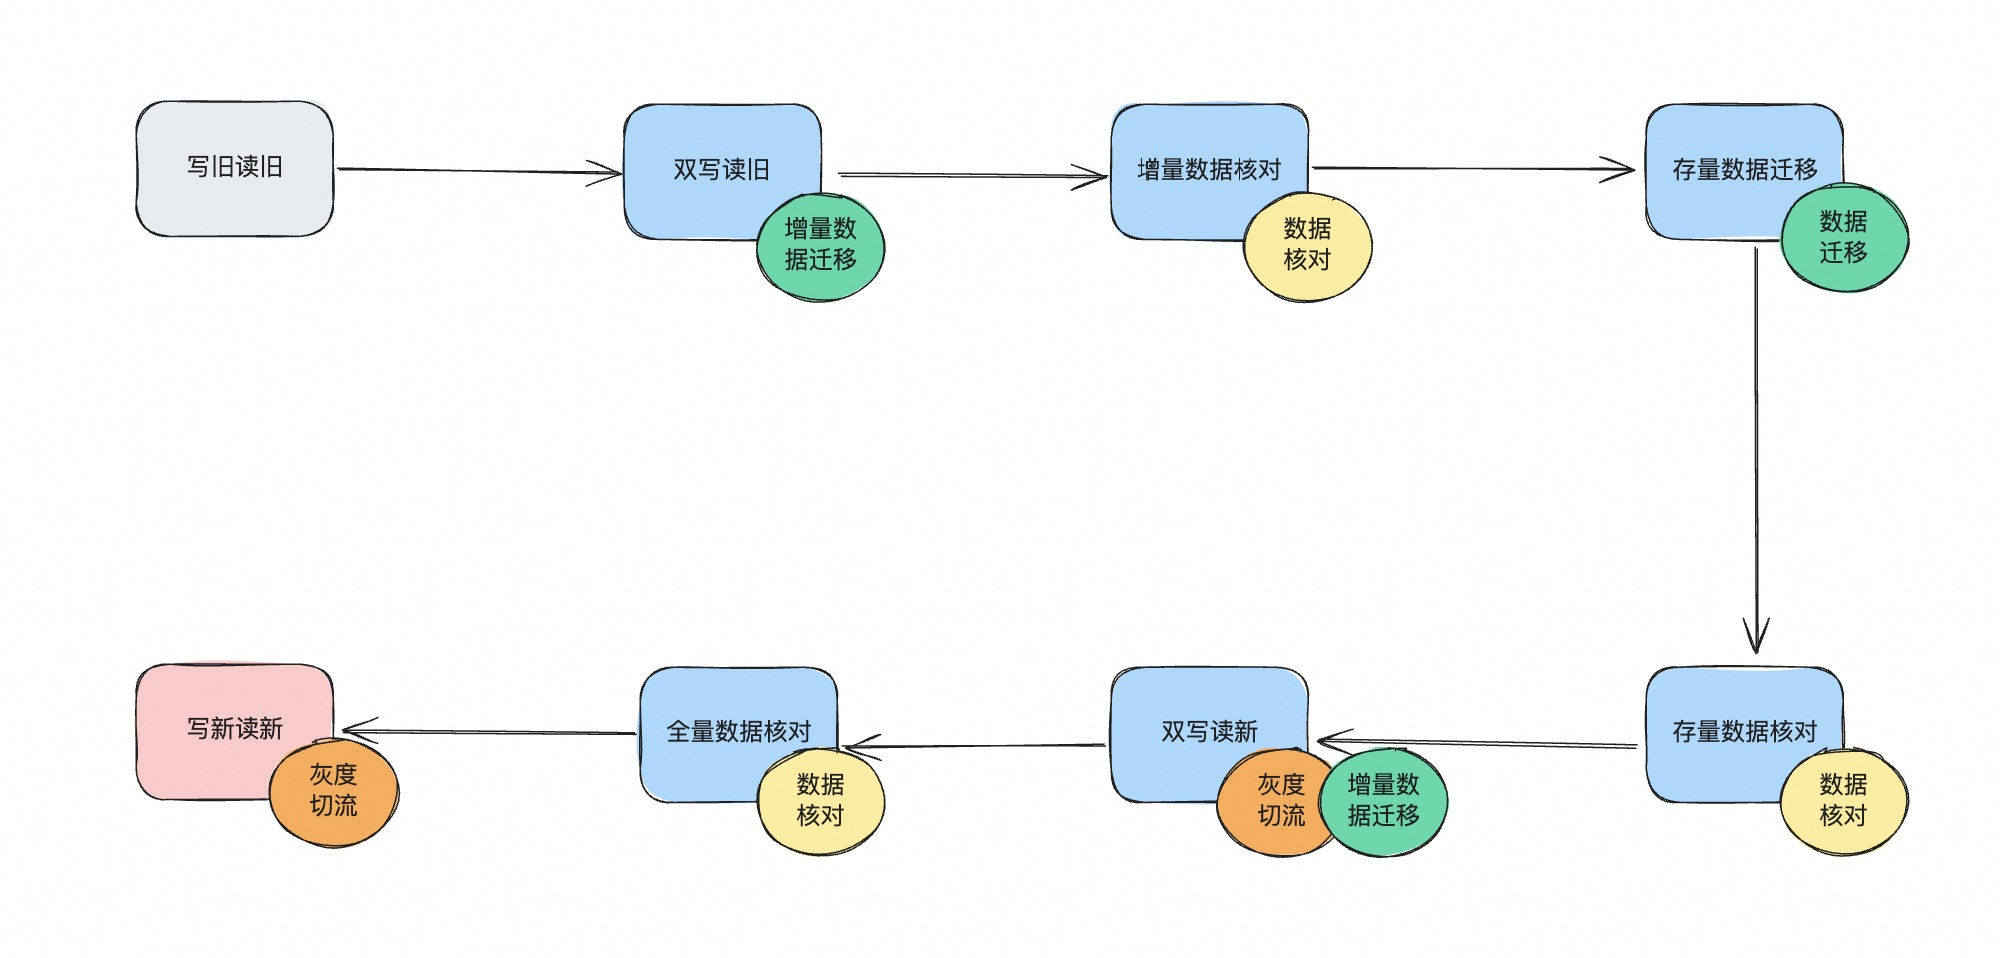 写旧读旧
双写读旧
增量数
据迁移
增量数据核对
数据
核对
存量数据迁移
数据
迁移
存量数据核对
数据
核对
双写读新
灰度
切流
增量数
据迁移
全量数据核对
数据
核对
写新读新
灰度
切流